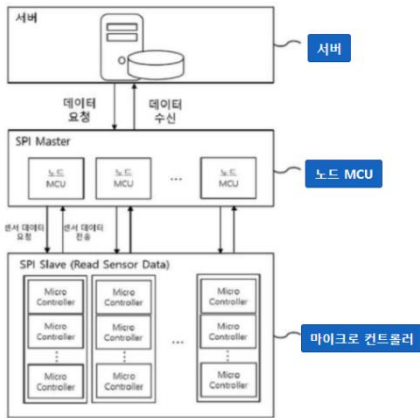 서버
서버
데이터 요청
데이터 수신
SPI Master
노드 MCU
노드 MCU
노드 MCU
...
노드 MCU
센서 데이터 요청
센서 데이터 전송
SPI Slave (Read Sensor Data)
Micro Controller
Micro Controller
Micro Controller
Micro Controller
Micro Controller
Micro Controller
...
마이크로 컨트롤러
Micro Controller
Micro Controller
Micro Controller